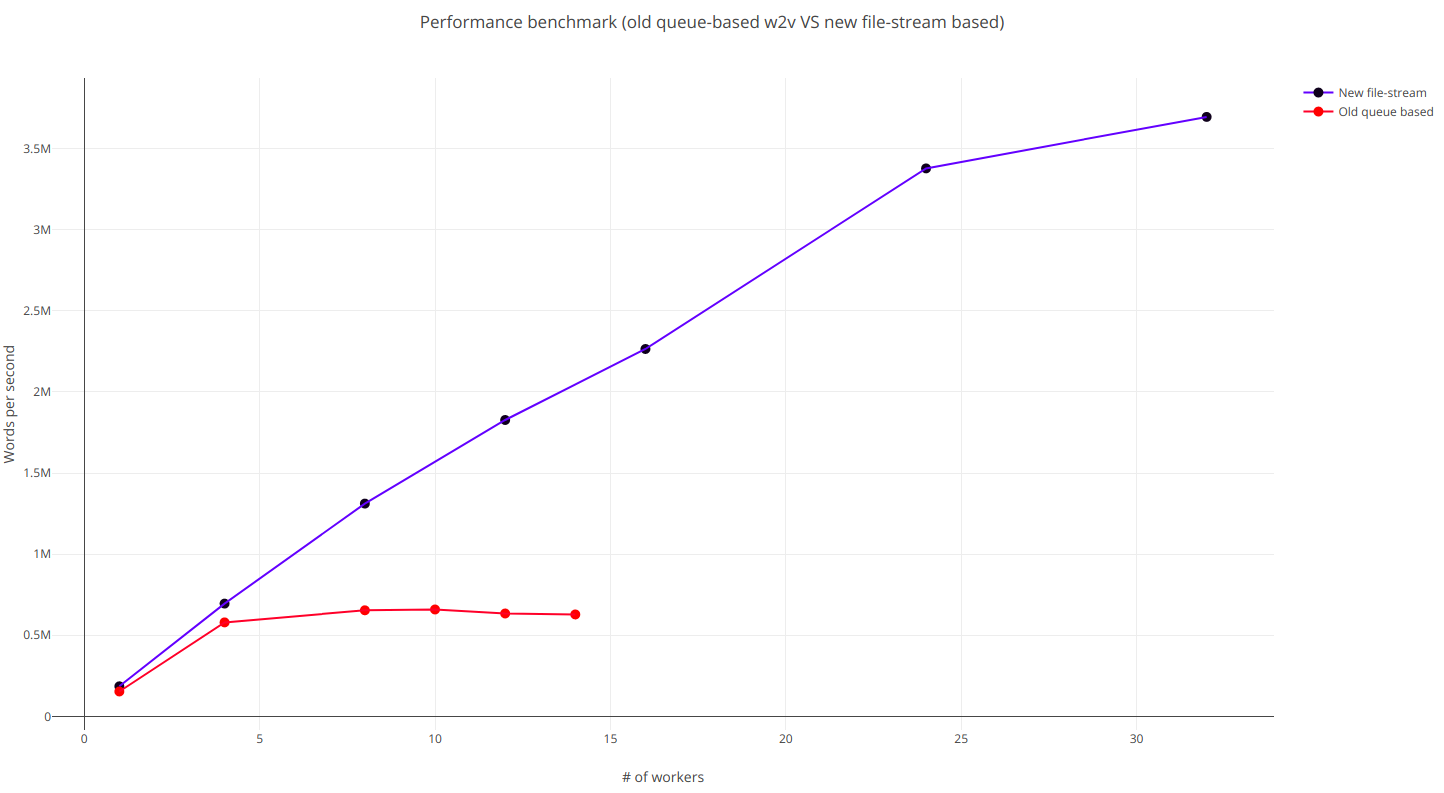 Performance benchmark (old queue-based w2v VS new file-stream based)
New file-stream
Old queue based
Words per second
3.5M
3M
2.5M
2M
1.5M
1M
0.5M
0
0 5 10 15 20 25 30
# of workers